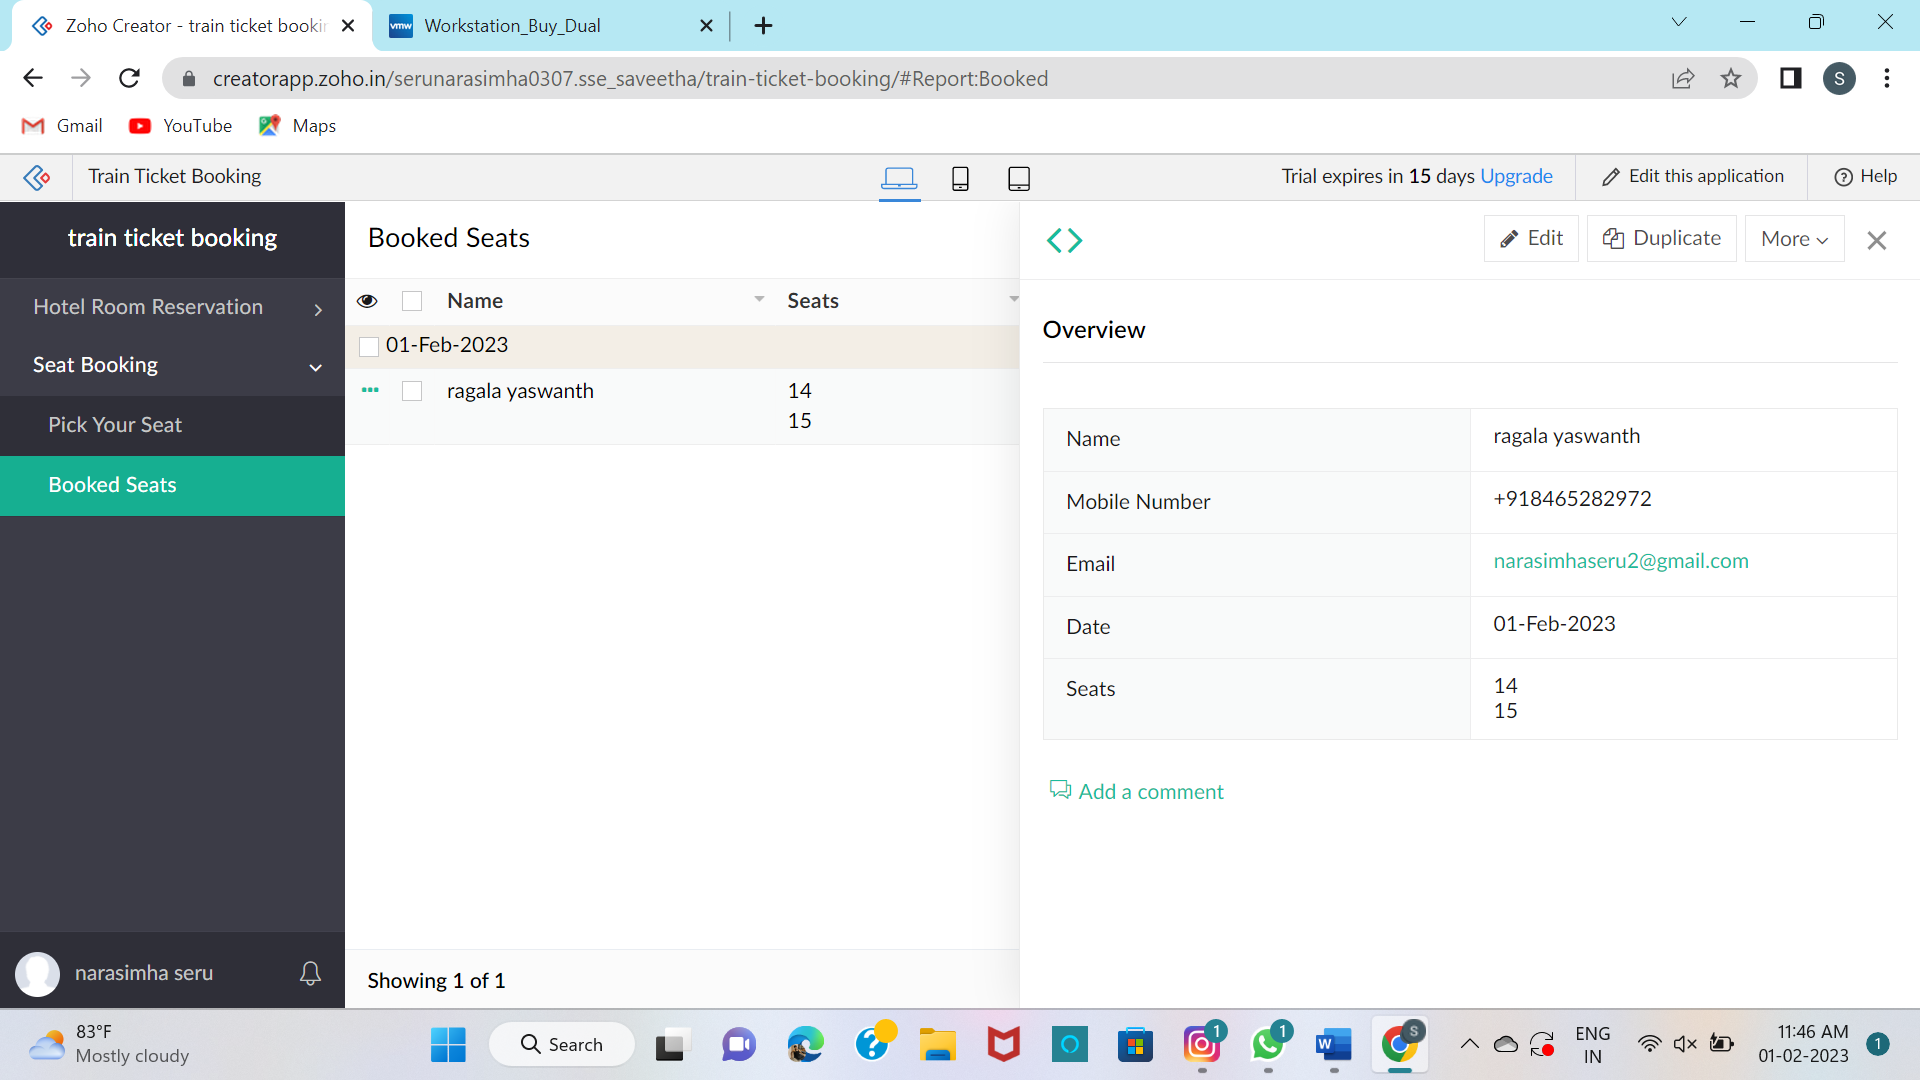 Zoho Creator - train ticket bookin
vmw Workstation_Buy_Dual
creatorapp.zoho.in/serunarasimha0307.sse_saveetha/train-ticket-booking/#Report:Booked
S
Gmail YouTube Maps
Train Ticket Booking
Trial expires in 15 days Upgrade
Edit this application
Help
train ticket booking
Hotel Room Reservation
Seat Booking
Pick Your Seat
Booked Seats
narasimha seru
Booked Seats
Name Seats
01-Feb-2023
ragala yaswanth 14
15
Showing 1 of 1
Edit Duplicate More
Overview
Name ragala yaswanth
Mobile Number +918465282972
Email narasimhaseru2@gmail.com
Date 01-Feb-2023
Seats 14
15
Add a comment
83°F
Mostly cloudy
Search
1
1
W
S
ENG
IN
11:46 AM
01-02-2023
1